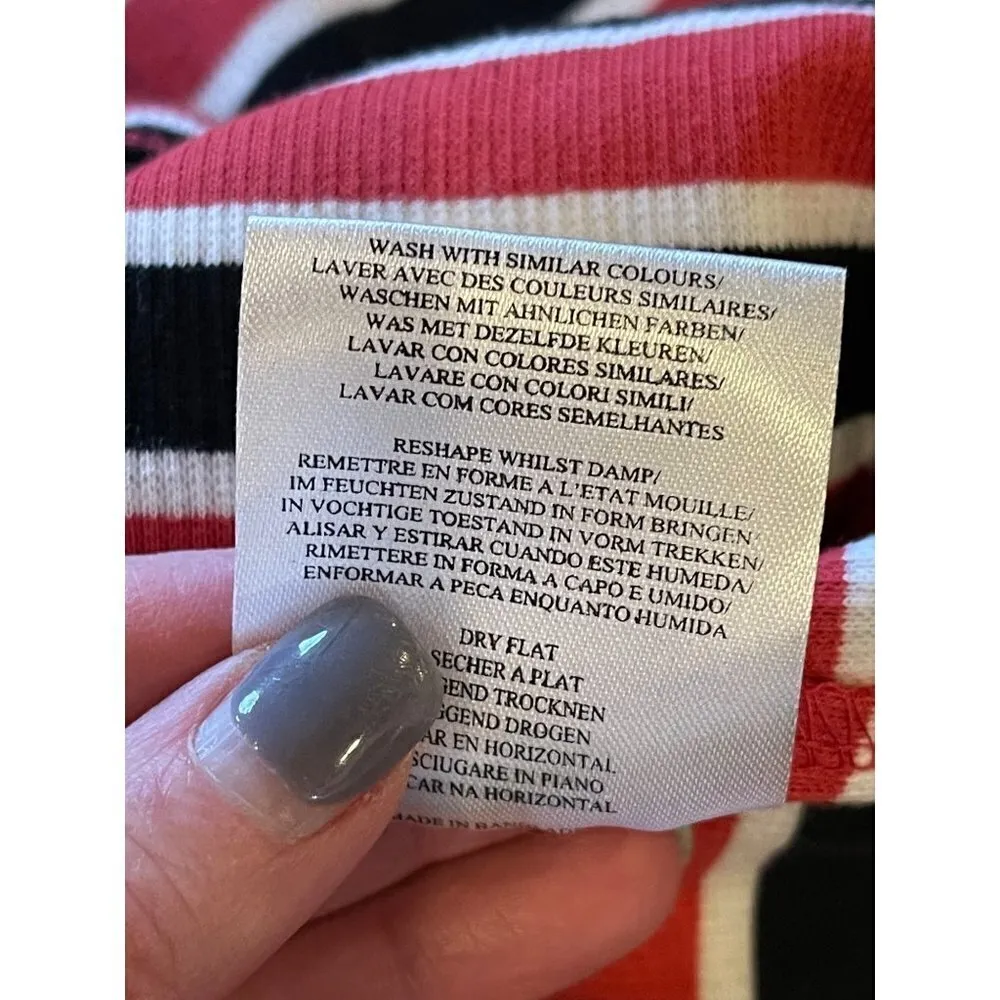 WASH WITH SIMILAR COLOURS/
LAVER AVEC DES COULEURS SIMILAIRES/
WASCHEN MIT AHNLICHEN FARBEN/
WAS MET DEZELFDE KLEUREN/
LAVAR CON COLORES SIMILARES/
LAVARE CON COLORI SIMILI/
LAVAR COM CORES SEMELHANTES
RESHAPE WHILST DAMP/
REMETTRE EN FORME A L'ETAT MOUILLE/
IM FEUCHTEN ZUSTAND IN FORM BRINGEN/
IN VOCHTIGE TOESTAND IN VORM TREKKEN/
ALISAR Y ESTIRAR CUANDO ESTE HUMEDA/
RIMETTERE IN FORMA A CAPO E UMIDO/
ENFORMAR A PECA ENQUANTO HUMIDA
DRY FLAT
SECHER A PLAT
TROCKNEN
DROGEN
EN HORIZONTAL
IN PIANO
NA HORIZONTAL
MADE IN